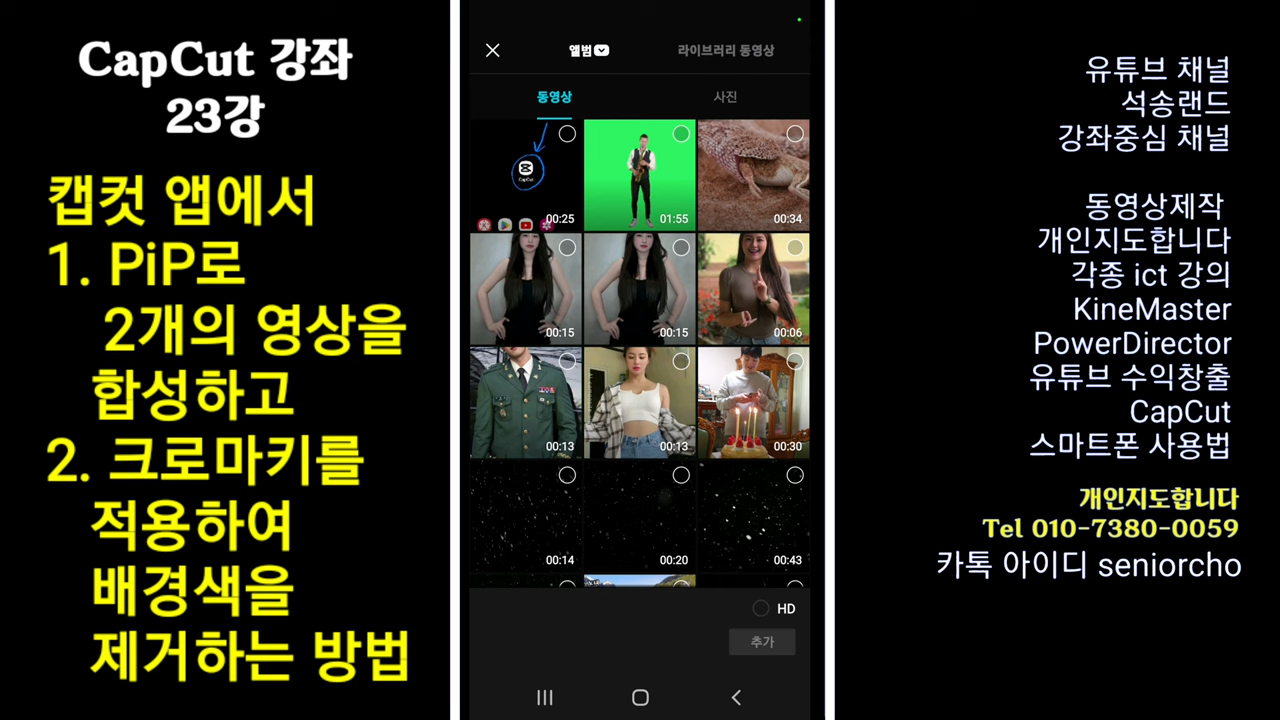 CapCut 강좌
23강
캡컷 앱에서
1. PiP로
2개의 영상을
합성하고
2. 크로마키를
적용하여
배경색을
제거하는 방법
앨범
라이브러리 동영상
동영상
사진
CapCut
00:25
01:55
00:34
00:15
00:15
00:06
00:13
00:13
00:30
00:14
00:20
00:43
HD
추가
유튜브 채널
석송랜드
강좌중심 채널
동영상제작
개인지도합니다
각종 ict 강의
KineMaster
PowerDirector
유튜브 수익창출
CapCut
스마트폰 사용법
개인지도합니다
Tel 010-7380-0059
카톡 아이디 seniorcho